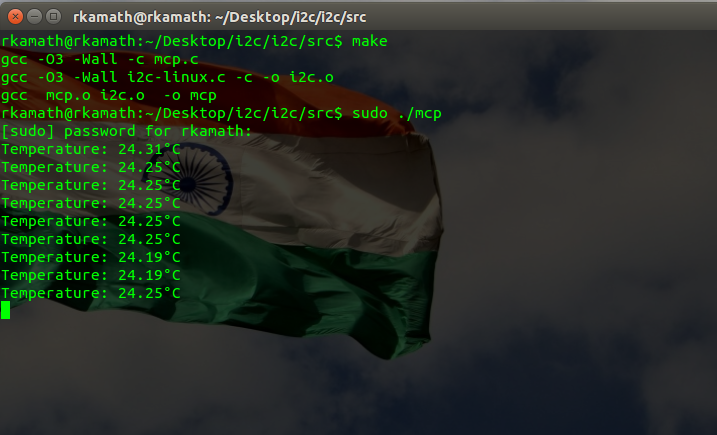 rkamath@rkamath: ~/Desktop/i2c/i2c/src
rkamath@rkamath:~/Desktop/i2c/i2c/src$ make
gcc -O3 -Wall -c mcp.c
gcc -O3 -Wall i2c-linux.c -c -o i2c.o
gcc  mcp.o i2c.o  -o mcp
rkamath@rkamath:~/Desktop/i2c/i2c/src$ sudo ./mcp
[sudo] password for rkamath:
Temperature: 24.31°C
Temperature: 24.25°C
Temperature: 24.25°C
Temperature: 24.25°C
Temperature: 24.25°C
Temperature: 24.25°C
Temperature: 24.19°C
Temperature: 24.19°C
Temperature: 24.25°C